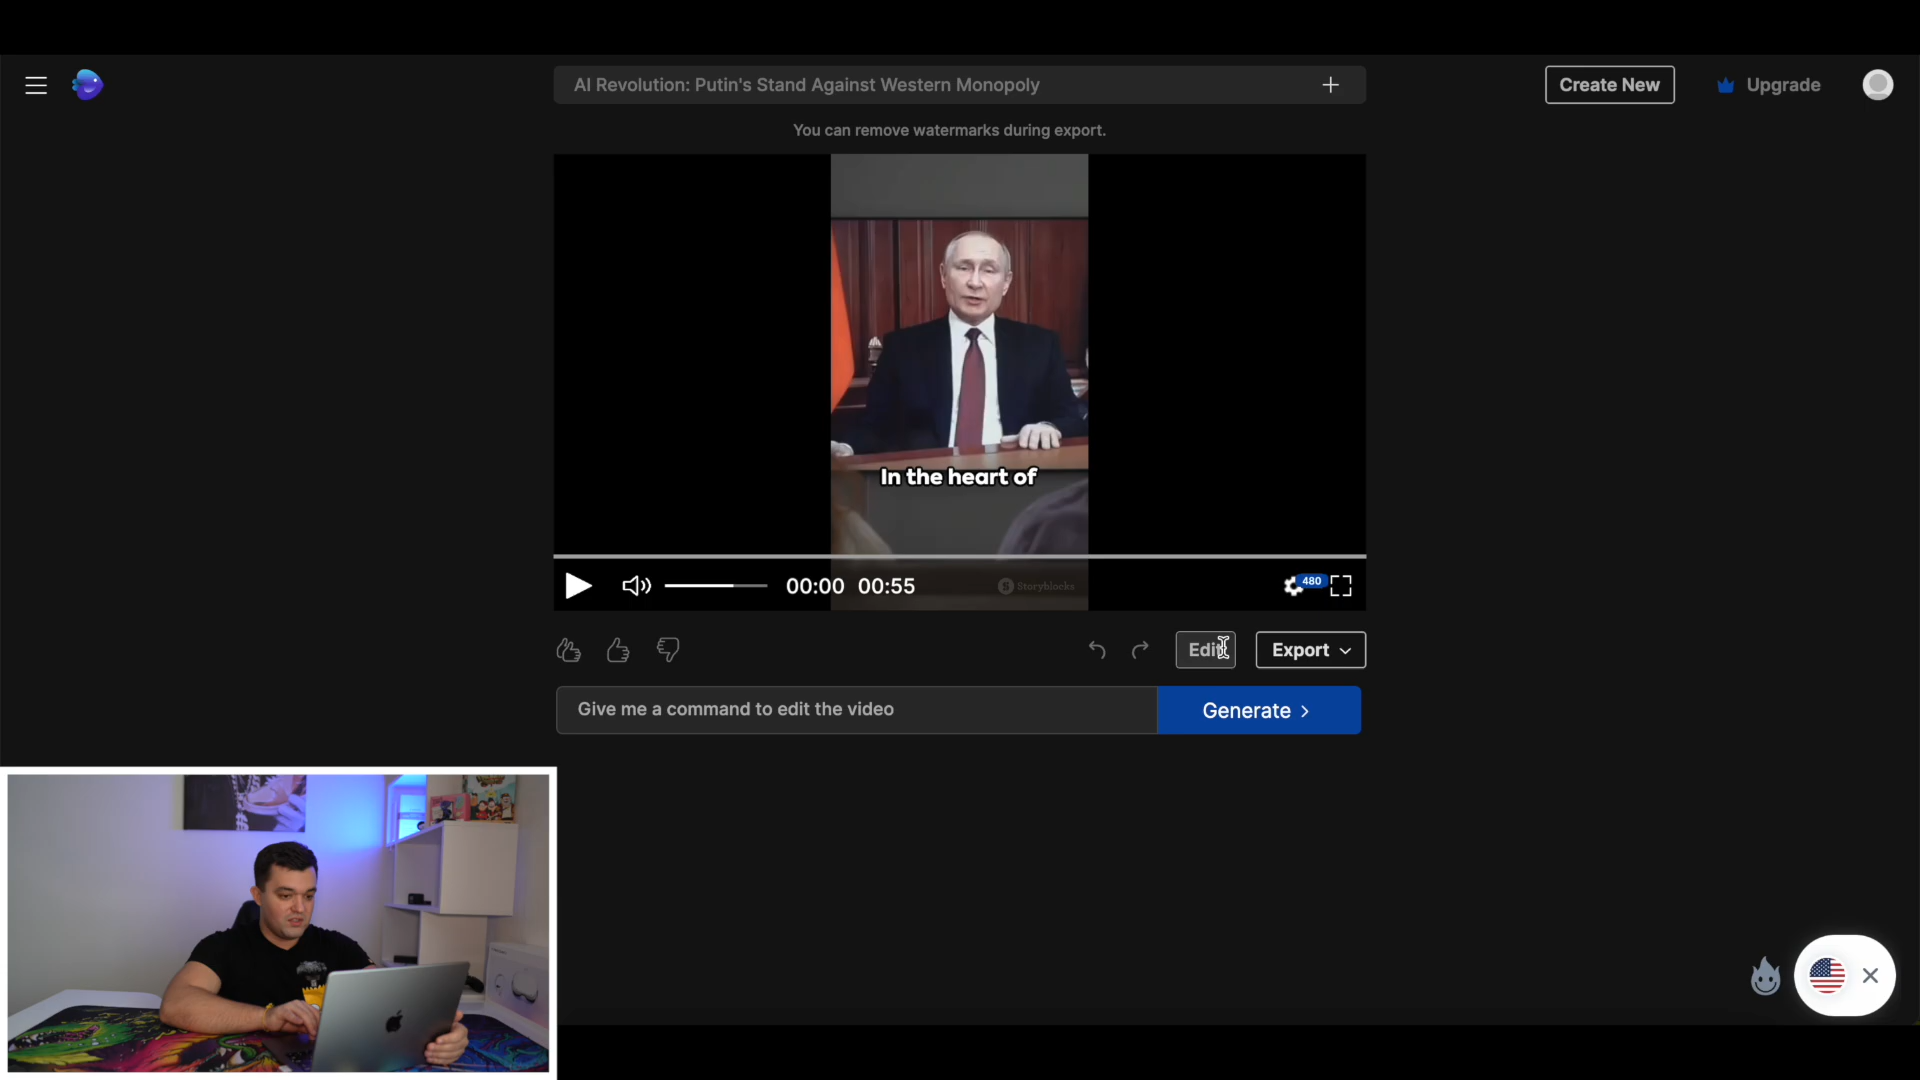 AI Revolution: Putin's Stand Against Western Monopoly
Create New
Upgrade
You can remove watermarks during export.
In the heart of
00:00 00:55
Storyblocks
480
Edit
Export
Give me a command to edit the video
Generate